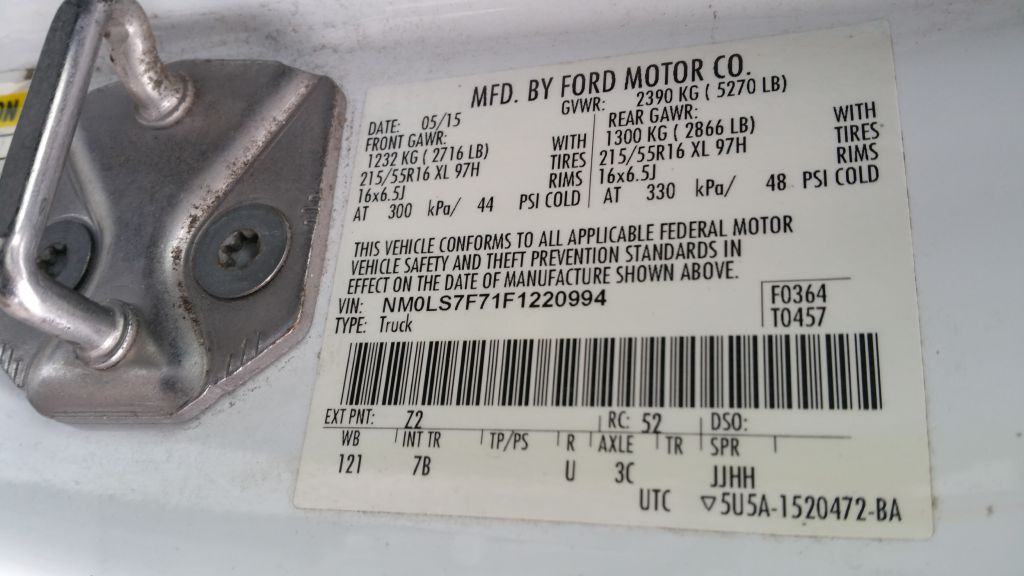 ON
MFD. BY FORD MOTOR CO.
DATE: 05/15 GVWR: 2390 KG ( 5270 LB)
FRONT GAWR: REAR GAWR:
1232 KG ( 2716 LB) WITH 1300 KG ( 2866 LB) WITH
215/55R16 XL 97H TIRES 215/55R16 XL 97H TIRES
16x6.5J RIMS 16x6.5J RIMS
AT 300 kPa/ 44 PSI COLD AT 330 kPa/ 48 PSI COLD
THIS VEHICLE CONFORMS TO ALL APPLICABLE FEDERAL MOTOR
VEHICLE SAFETY AND THEFT PREVENTION STANDARDS IN
EFFECT ON THE DATE OF MANUFACTURE SHOWN ABOVE.
VIN: NM0LS7F71F1220994 F0364
TYPE: Truck T0457
EXT PNT: Z2 RC: 52 DSO:
WB INT TR TP/PS R AXLE TR SPR
121 7B U 3C JJHH
UTC ▽5U5A-1520472-BA